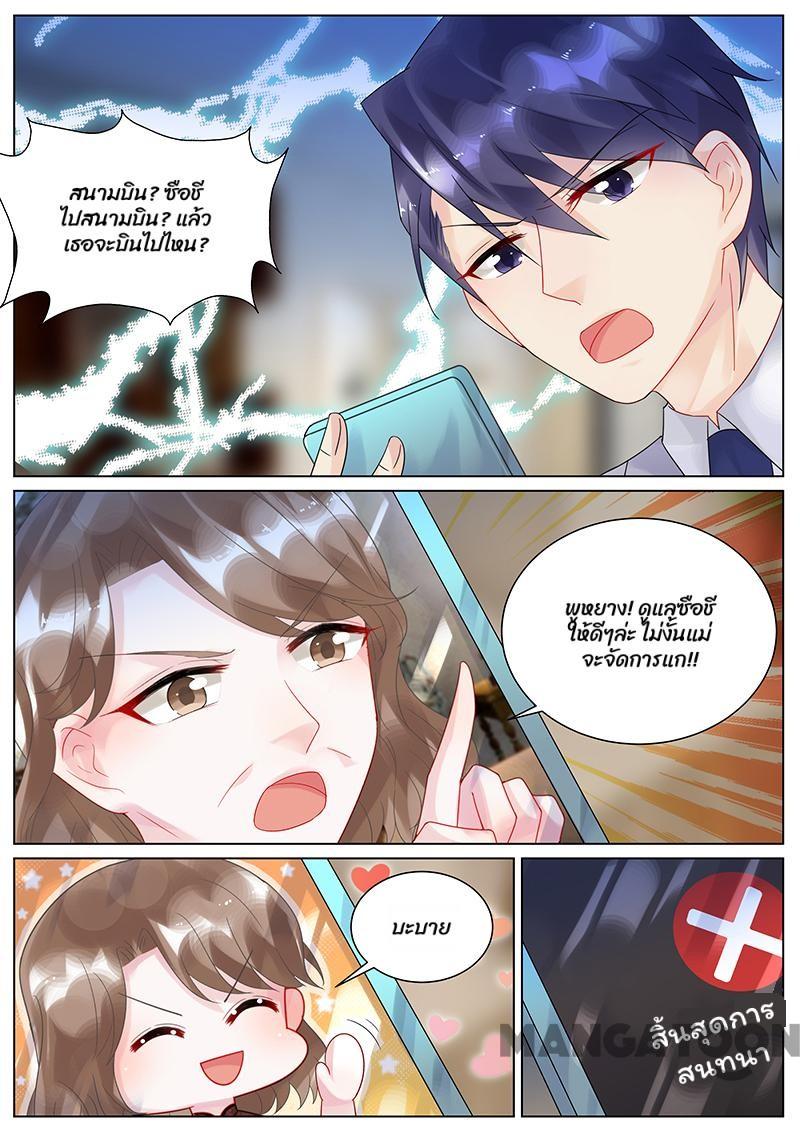 สนามบิน? ซือชี
ไปสนามบิน? แล้ว
เธอจะบินไปไหน?
พูหยาง! ดูแลซือชี
ให้ดีๆล่ะ ไม่งั้นแม่
จะจัดการแก!!
บะบาย
สิ้นสุดการ
สนทนา
MANGATOON